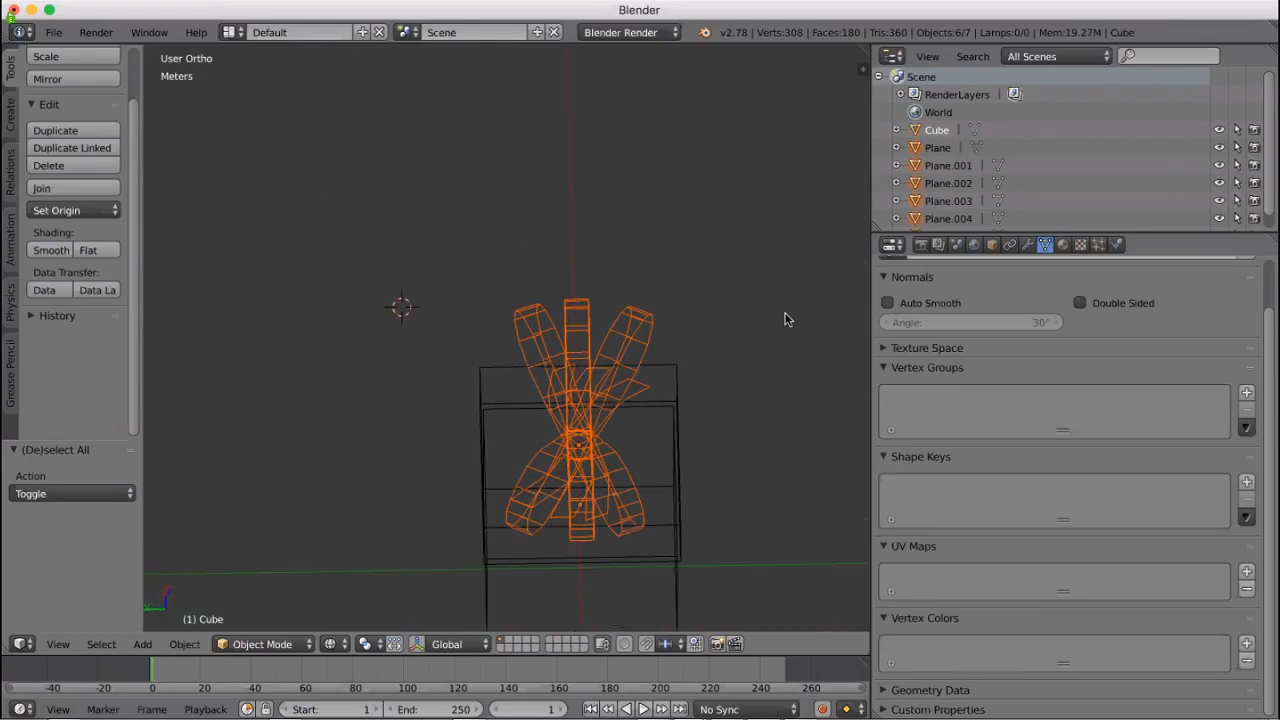 Blender
File Render Window Help Default Scene Blender Render v2.78 | Verts:308 | Faces:180 | Tris:360 | Objects:6/7 | Lamps:0/0 | Mem:19.27M | Cube
Tools
Create
Relations
Animation
Physics
Grease Pencil
Scale
Mirror
Edit
Duplicate
Duplicate Linked
Delete
Join
Set Origin
Shading:
Smooth Flat
Data Transfer:
Data Data La
History
(De)select All
Action
Toggle
User Ortho
Meters
(1) Cube
View Search All Scenes
Scene
RenderLayers |
World
Cube |
Plane |
Plane.001 |
Plane.002 |
Plane.003 |
Plane.004 |
Normals
Auto Smooth Double Sided
Angle: 30°
Texture Space
Vertex Groups
Shape Keys
UV Maps
Vertex Colors
Geometry Data
Custom Properties
View Select Add Object Object Mode Global
-40 -20 0 20 40 60 80 100 120 140 160 180 200 220 240 260
View Marker Frame Playback Start: 1 End: 250 1 No Sync